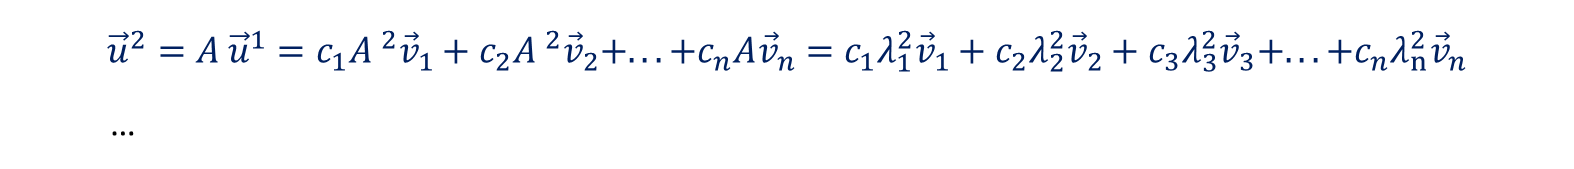 u⃗² = A u⃗¹ = c₁A ²v⃗₁ + c₂A ²v⃗₂+...+cₙAv⃗ₙ = c₁λ₁²v⃗₁ + c₂λ₂²v⃗₂ + c₃λ₃²v⃗₃+...+cₙλₙ²v⃗ₙ
...